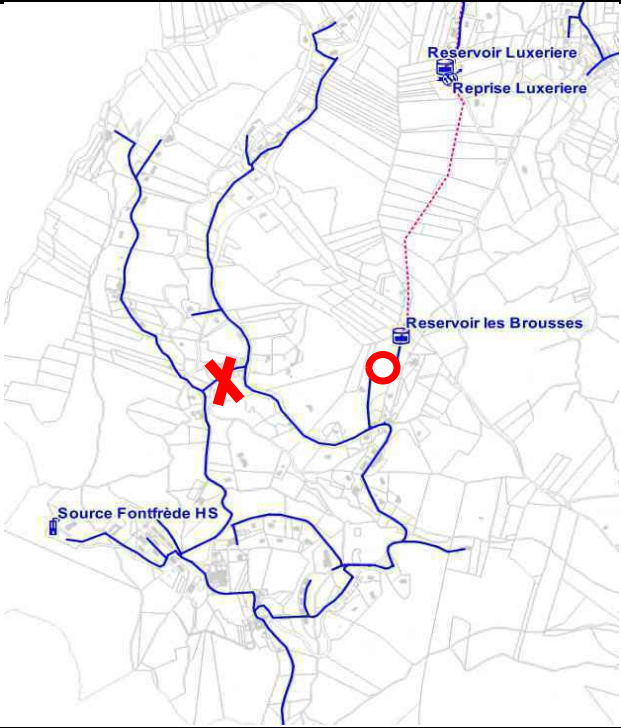 Reservoir Luxeriere
Reprise Luxeriere
Reservoir les Brousses
Source Fontfrède HS